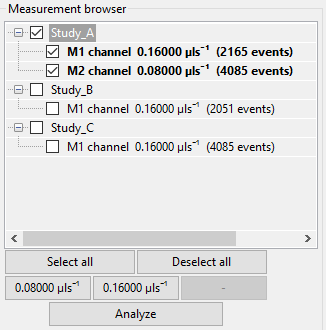 Measurement browser
Study_A
M1 channel 0.16000 µls⁻¹ (2165 events)
M2 channel 0.08000 µls⁻¹ (4085 events)
Study_B
M1 channel 0.16000 µls⁻¹ (2051 events)
Study_C
M1 channel 0.16000 µls⁻¹ (4085 events)
Select all Deselect all
0.08000 µls⁻¹ 0.16000 µls⁻¹ -
Analyze